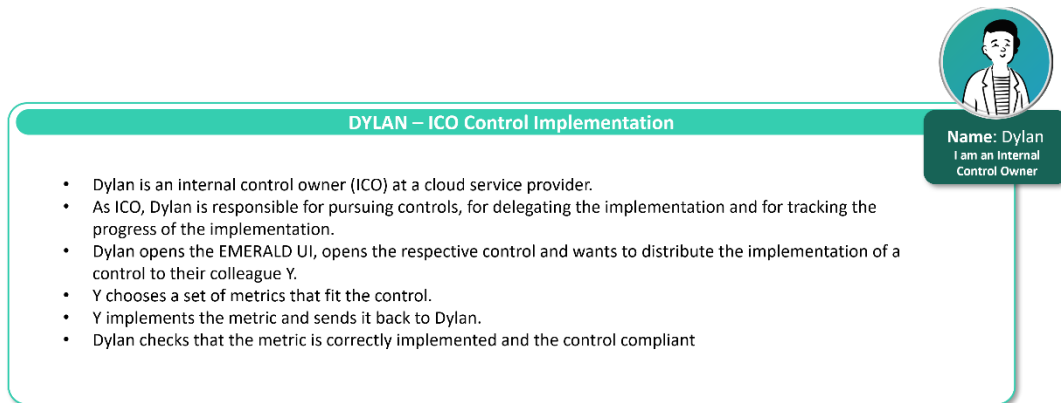 DYLAN – ICO Control Implementation
Name: Dylan
I am an Internal
Control Owner
• Dylan is an internal control owner (ICO) at a cloud service provider.
• As ICO, Dylan is responsible for pursuing controls, for delegating the implementation and for tracking the
progress of the implementation.
• Dylan opens the EMERALD UI, opens the respective control and wants to distribute the implementation of a
control to their colleague Y.
• Y chooses a set of metrics that fit the control.
• Y implements the metric and sends it back to Dylan.
• Dylan checks that the metric is correctly implemented and the control compliant